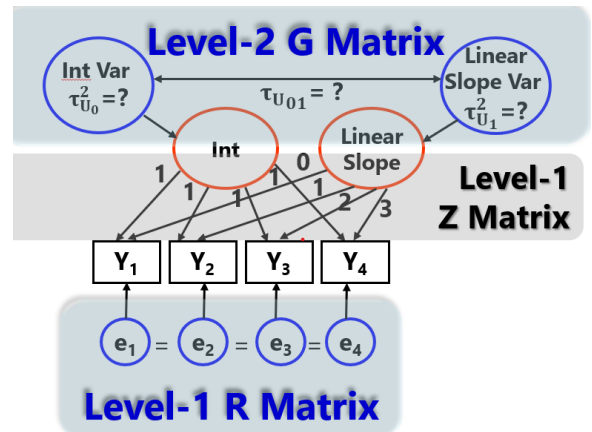 Level-2 G Matrix
Int Var
τ²U₀ =?
τU₀₁ = ?
Linear
Slope Var
τ²U₁ =?
Int
Linear
Slope
1
1
1
1
0
1
2
3
Level-1
Z Matrix
Y₁
Y₂
Y₃
Y₄
e₁ = e₂ = e₃ = e₄
Level-1 R Matrix